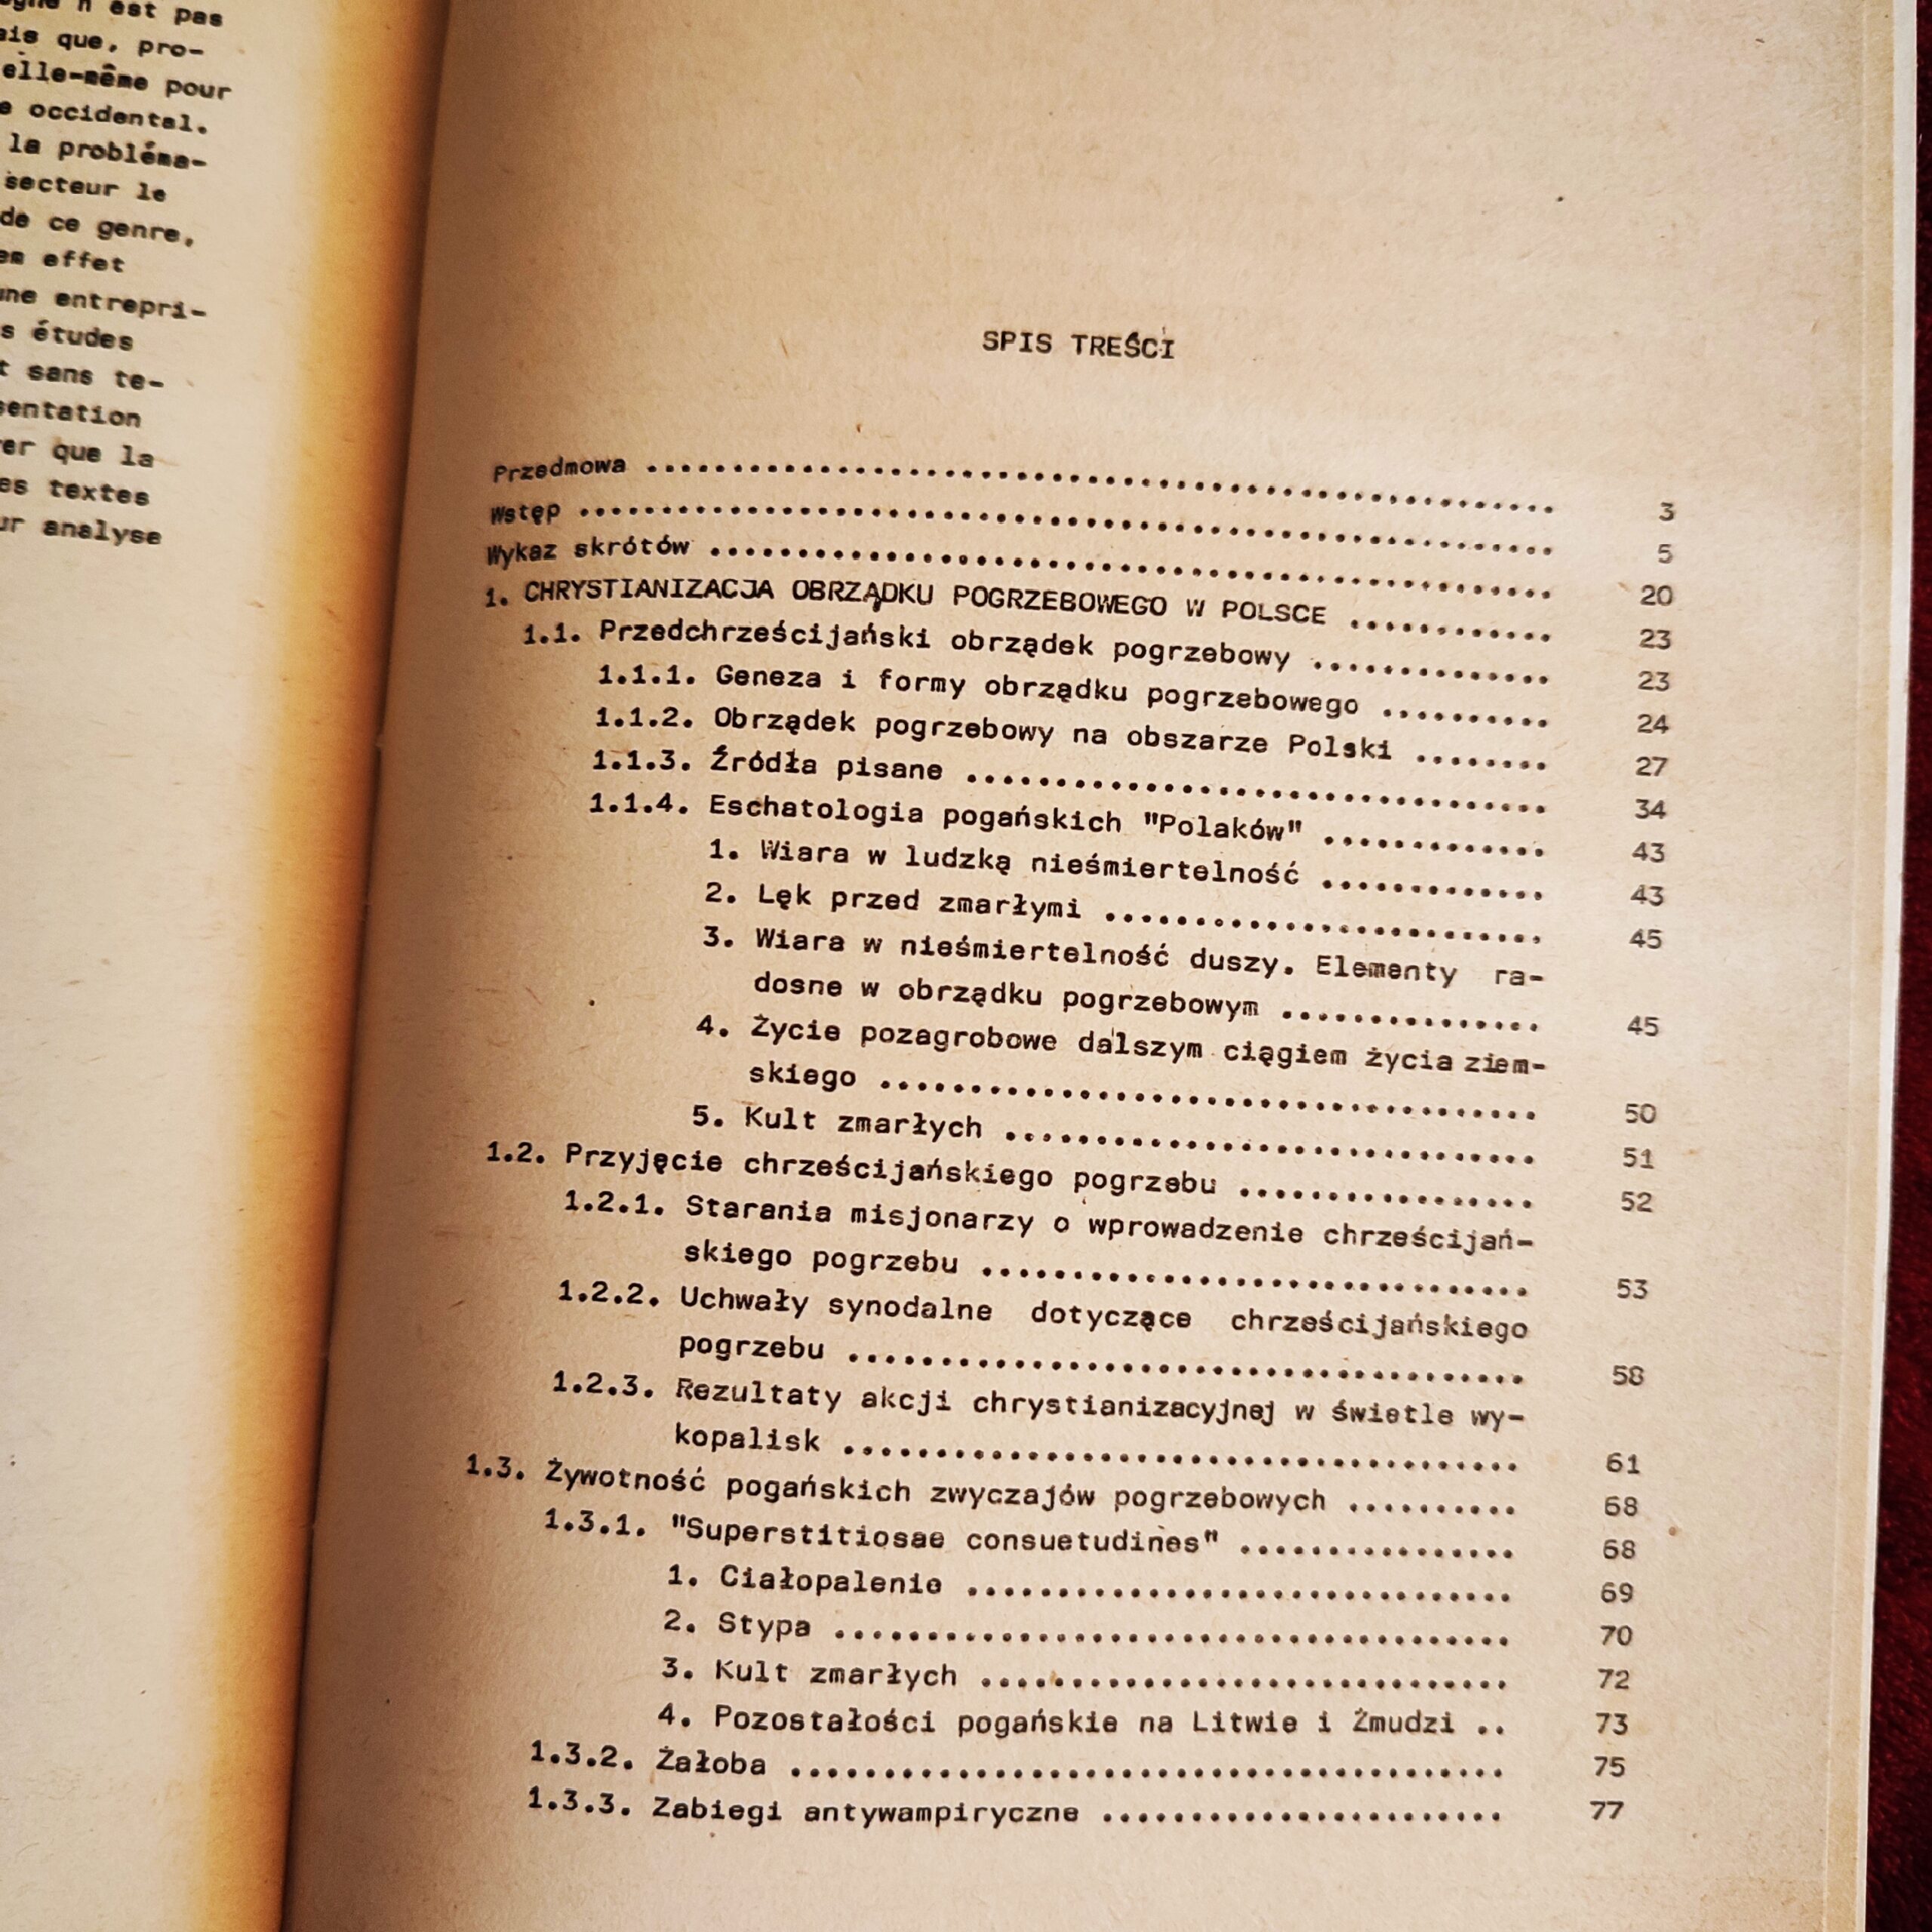 n'est pas
que, pro-
elle-même pour
occidental.
la probléma-
secteur le
de ce genre,
effet
entrepri-
études
sans te-
que la
textes
analyse
SPIS TREŚCI
Przedmowa .......................................... 3
Wstęp .......................................... 5
Wykaz skrótów .......................................... 20
1. CHRYSTIANIZACJA OBRZĄDKU POGRZEBOWEGO W POLSCE ............ 23
1.1. Przedchrześcijański obrządek pogrzebowy ............. 23
1.1.1. Geneza i formy obrządku pogrzebowego .......... 24
1.1.2. Obrządek pogrzebowy na obszarze Polski ........ 27
1.1.3. Źródła pisane ................................ 34
1.1.4. Eschatologia pogańskich "Polaków" ............. 43
1. Wiara w ludzką nieśmiertelność ............. 43
2. Lęk przed zmarłymi ......................... 45
3. Wiara w nieśmiertelność duszy. Elementy ra-
dosne w obrządku pogrzebowym ............... 45
4. Życie pozagrobowe dalszym ciągiem życia ziem-
skiego ..................................... 50
5. Kult zmarłych .............................. 51
1.2. Przyjęcie chrześcijańskiego pogrzebu ................. 52
1.2.1. Starania misjonarzy o wprowadzenie chrześcijań-
skiego pogrzebu ............................... 53
1.2.2. Uchwały synodalne dotyczące chrześcijańskiego
pogrzebu ...................................... 58
1.2.3. Rezultaty akcji chrystianizacyjnej w świetle wy-
kopalisk ...................................... 61
1.3. Żywotność pogańskich zwyczajów pogrzebowych .......... 68
1.3.1. "Superstitiosae consuetudines" ................ 68
1. Ciałopalenie ............................... 69
2. Stypa ...................................... 70
3. Kult zmarłych .............................. 72
4. Pozostałości pogańskie na Litwie i Żmudzi .. 73
1.3.2. Żałoba ........................................ 75
1.3.3. Zabiegi antywampiryczne ....................... 77